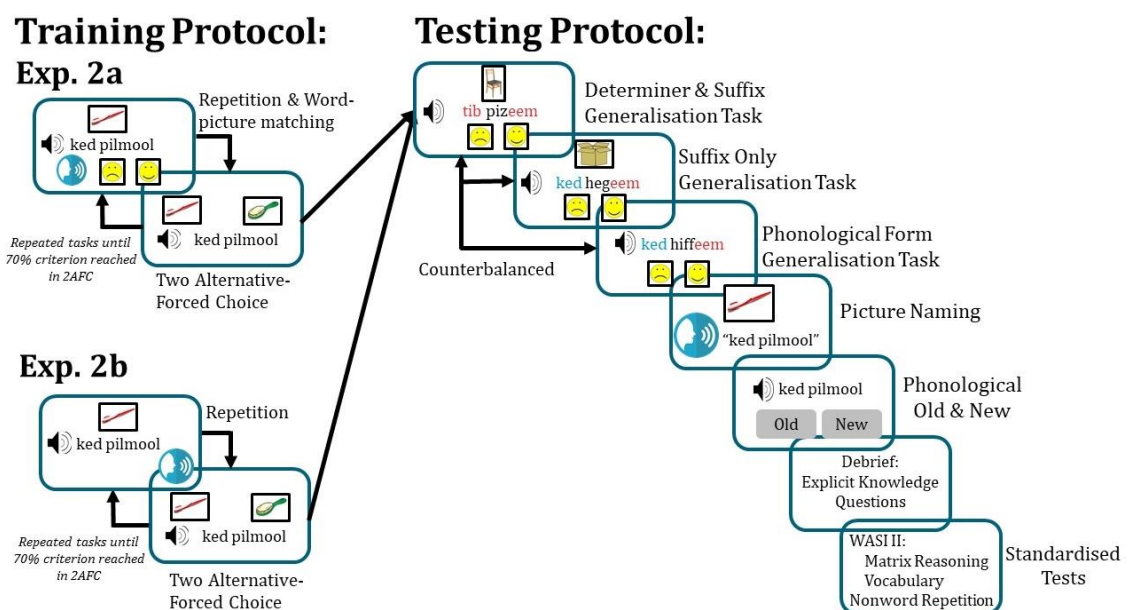 Training Protocol:
Exp. 2a
Repetition & Word-
picture matching
ked pilmool
ked pilmool
Repeated tasks until
70% criterion reached
in 2AFC
Two Alternative-
Forced Choice
Exp. 2b
Repetition
ked pilmool
ked pilmool
Repeated tasks until
70% criterion reached
in 2AFC
Two Alternative-
Forced Choice
Testing Protocol:
tib pizeem
Determiner & Suffix
Generalisation Task
ked hegeem
Suffix Only
Generalisation Task
Counterbalanced
ked hiffeem
Phonological Form
Generalisation Task
“ked pilmool”
Picture Naming
ked pilmool
Old New
Phonological
Old & New
Debrief:
Explicit Knowledge
Questions
WASI II:
Matrix Reasoning
Vocabulary
Nonword Repetition
Standardised
Tests